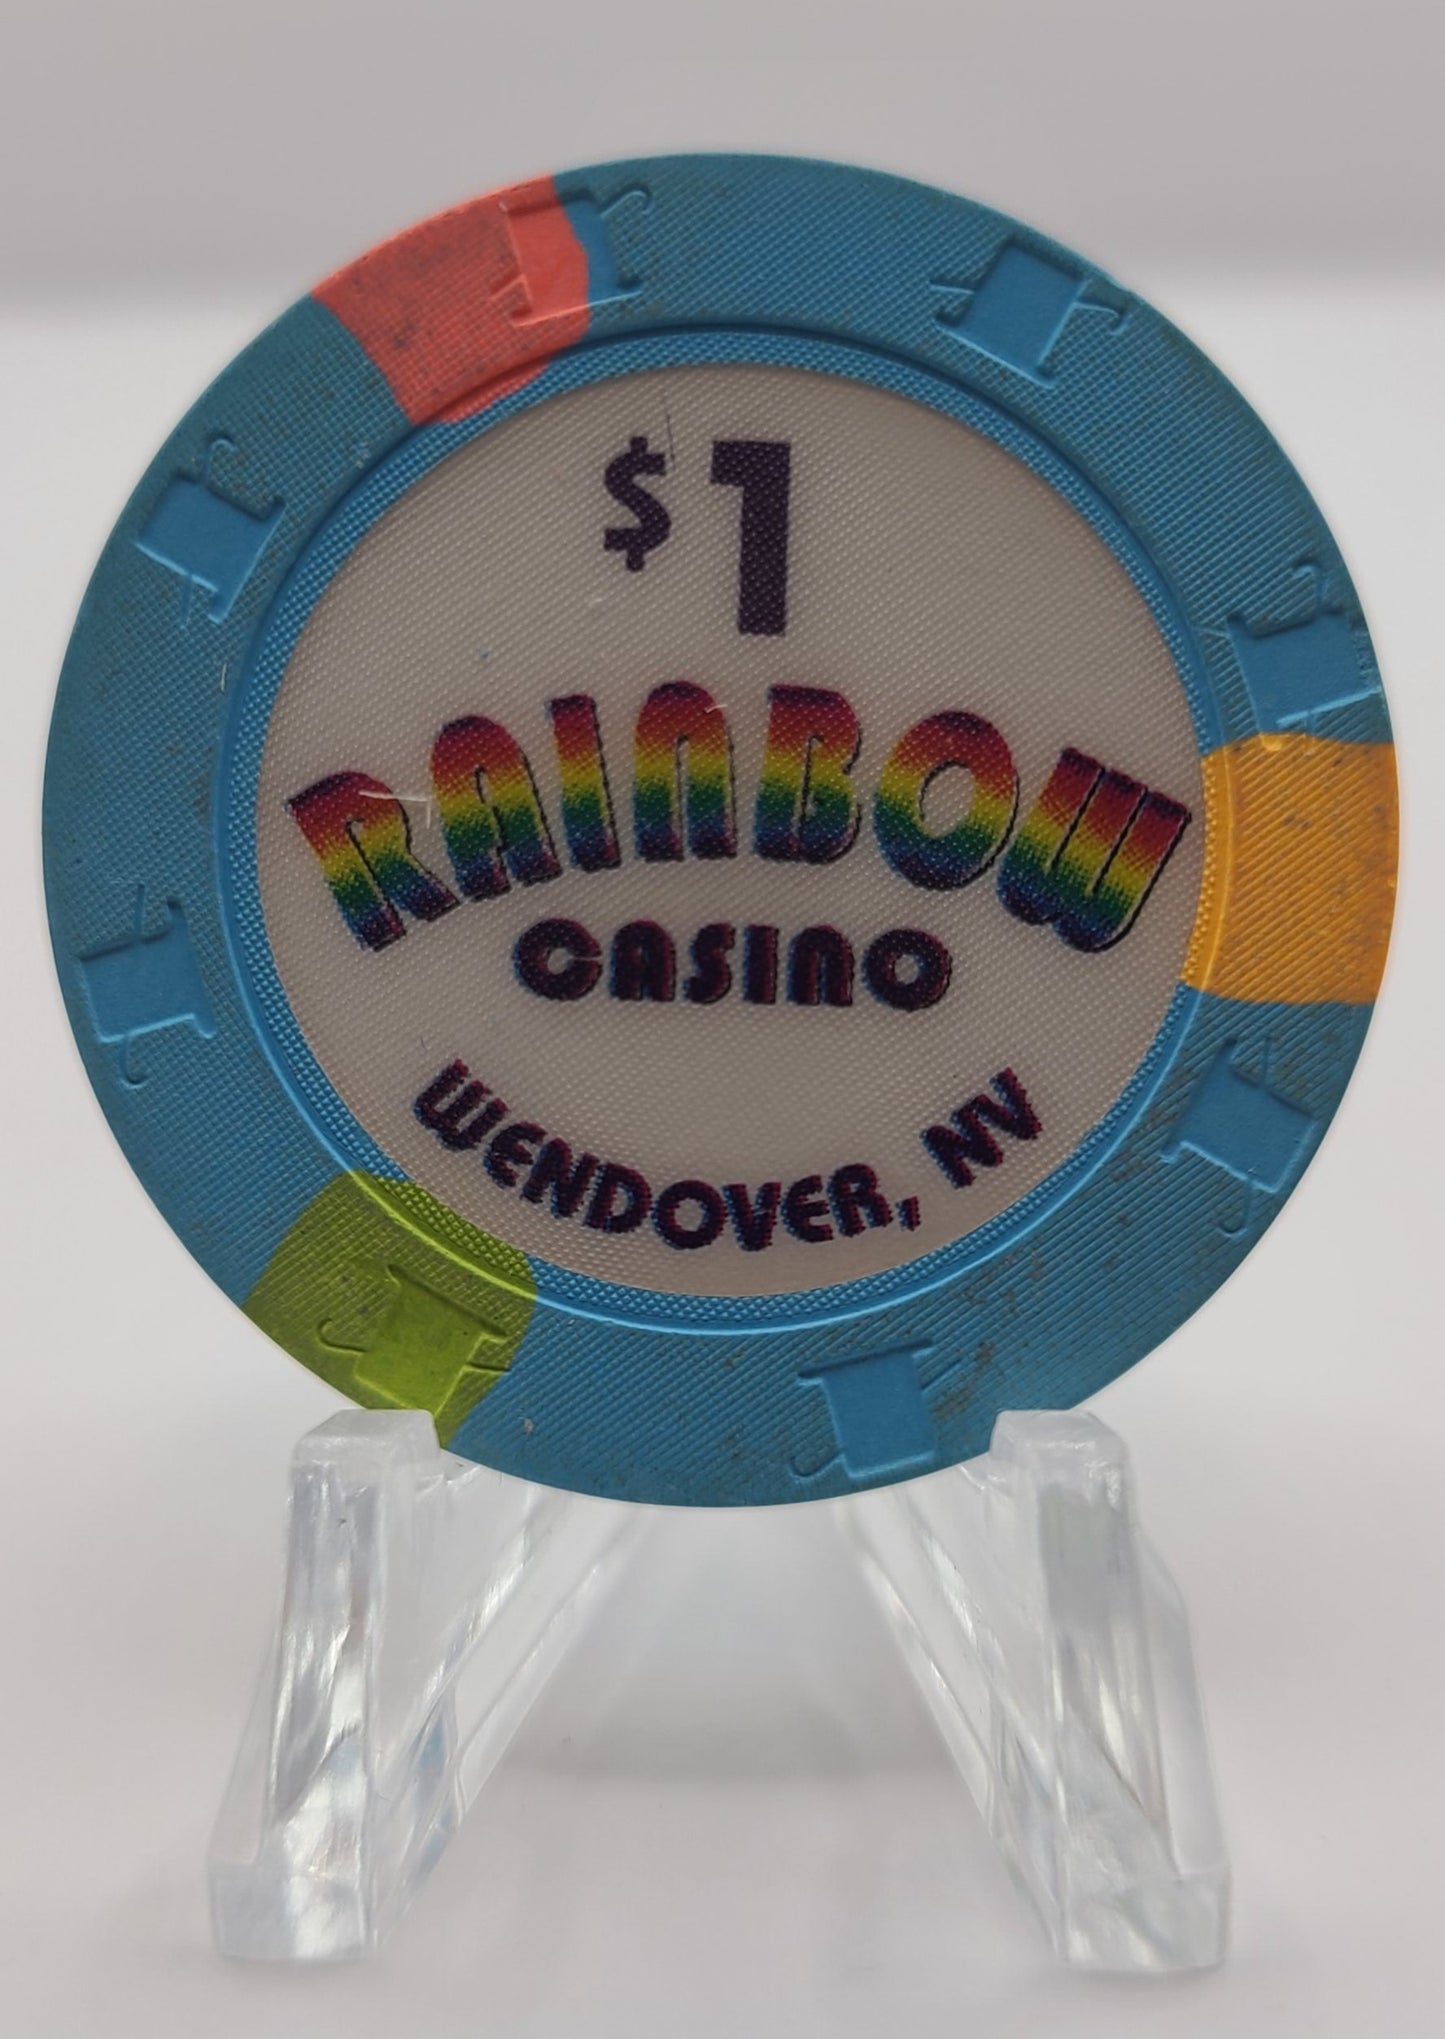 $1
RAINBOW
CASINO
WENDOVER, NV